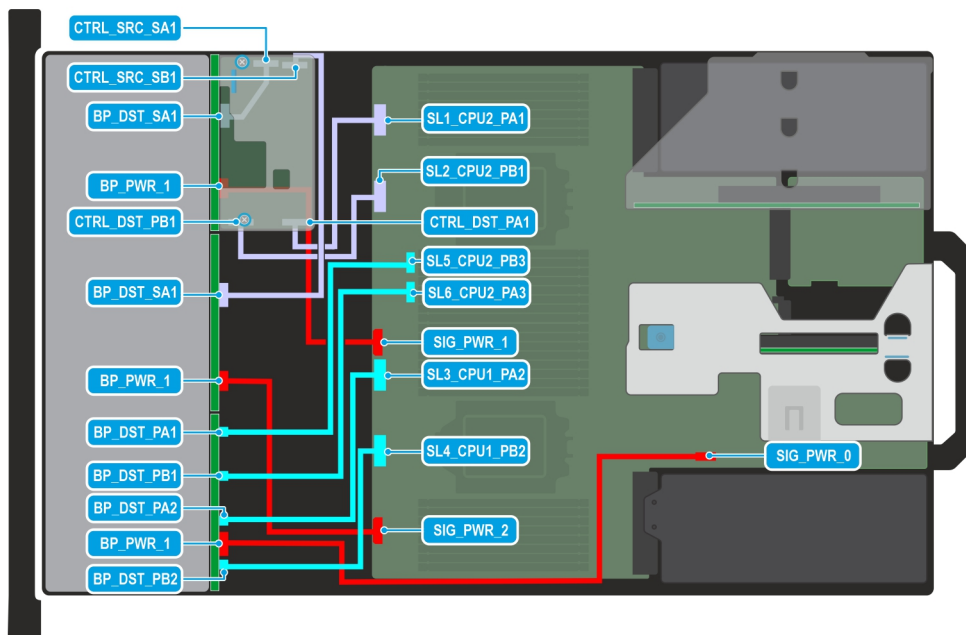 CTRL_SRC_SA1
CTRL_SRC_SB1
BP_DST_SA1
BP_PWR_1
CTRL_DST_PB1
BP_DST_SA1
BP_PWR_1
BP_DST_PA1
BP_DST_PB1
BP_DST_PA2
BP_PWR_1
BP_DST_PB2
SL1_CPU2_PA1
SL2_CPU2_PB1
CTRL_DST_PA1
SL5_CPU2_PB3
SL6_CPU2_PA3
SIG_PWR_1
SL3_CPU1_PA2
SL4_CPU1_PB2
SIG_PWR_0
SIG_PWR_2